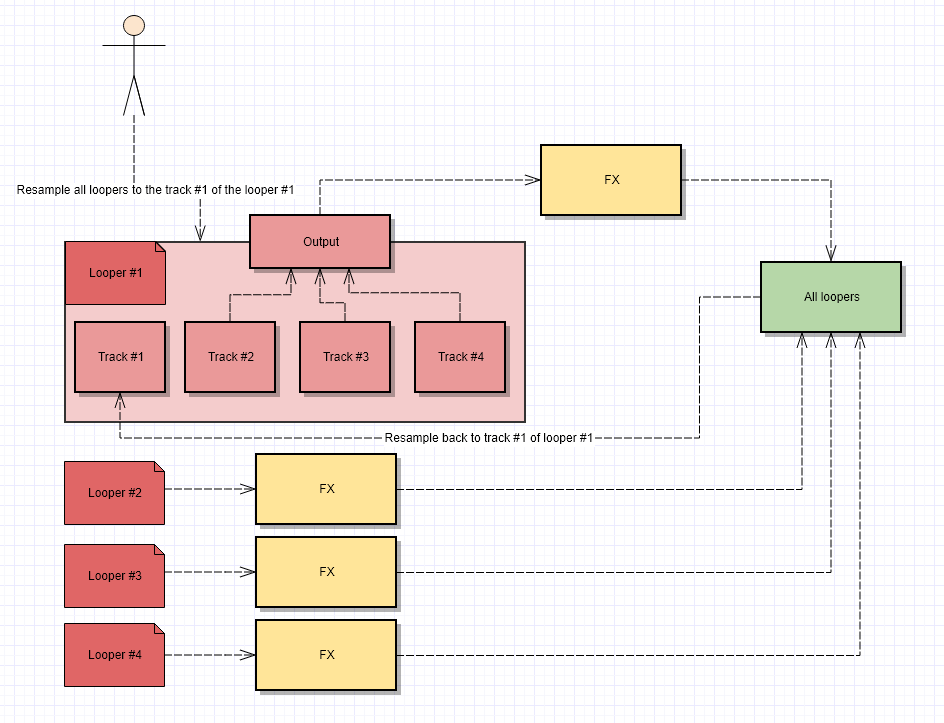 Resample all loopers to the track #1 of the looper #1
FX
Output
Looper #1
All loopers
Track #1
Track #2
Track #3
Track #4
Resample back to track #1 of looper #1
Looper #2
FX
Looper #3
FX
Looper #4
FX